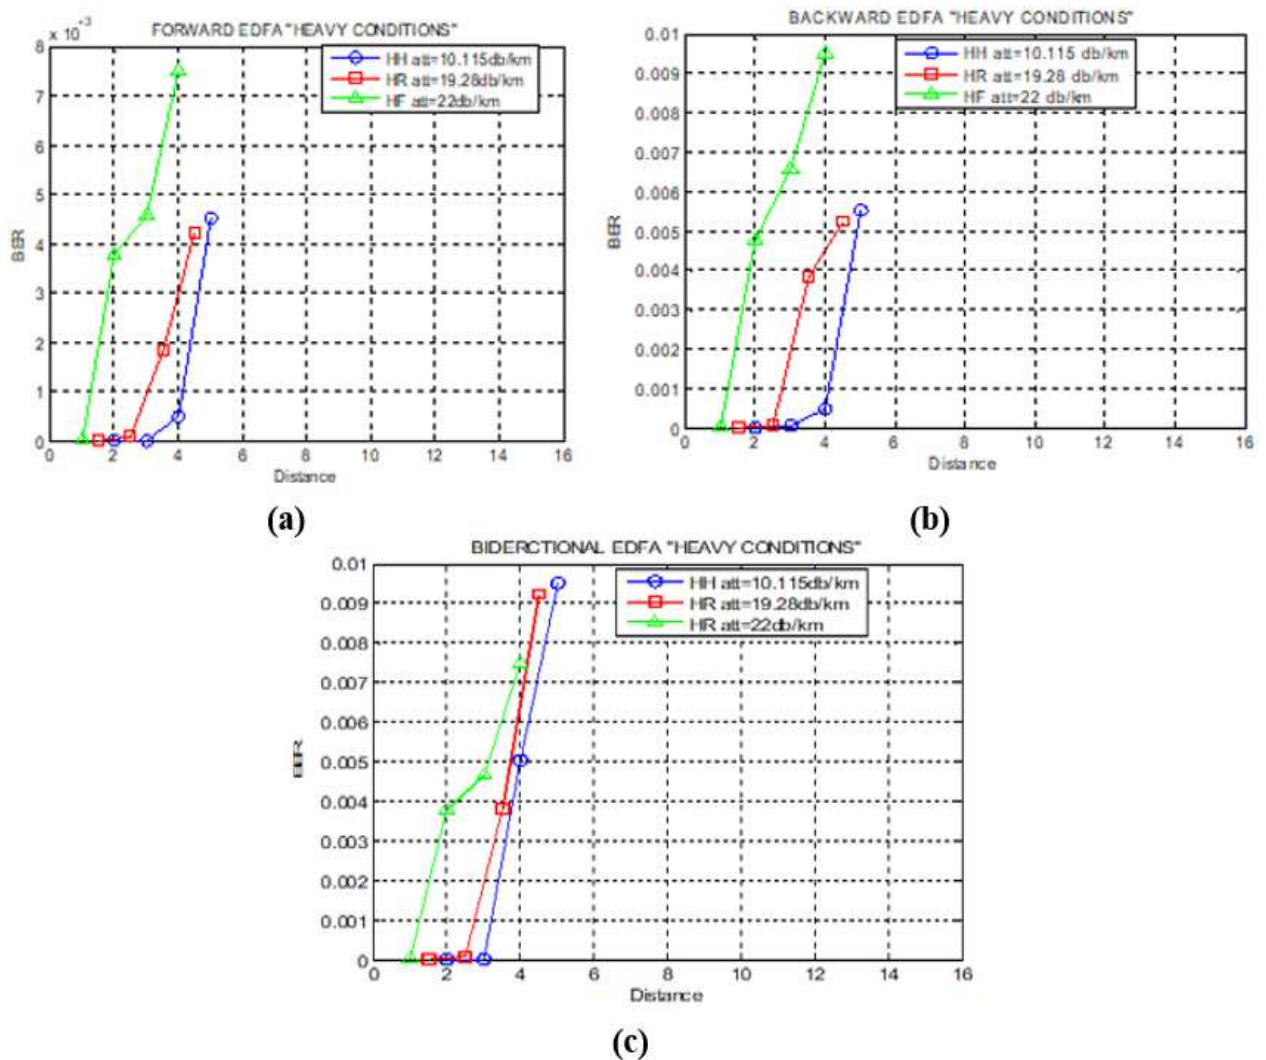 FORWARD EDFA "HEAVY CONDITIONS"
x 10⁻³
8
7
6
5
4
3
2
1
0
BER
HH att=10.115db/km
HR att=19.28db/km
HF att=22db/km
0 2 4 6 8 10 12 14 16
Distance
(a)
BACKWARD EDFA "HEAVY CONDITIONS"
0.01
0.009
0.008
0.007
0.006
0.005
0.004
0.003
0.002
0.001
0
BER
HH att=10.115 db/km
HR att=19.28 db/km
HF att=22 db/km
0 2 4 6 8 10 12 14 16
Distance
(b)
BIDERCTIONAL EDFA "HEAVY CONDITIONS"
0.01
0.009
0.008
0.007
0.006
0.005
0.004
0.003
0.002
0.001
0
BER
HH att=10.115db/km
HR att=19.28db/km
HR att=22db/km
0 2 4 6 8 10 12 14 16
Distance
(c)